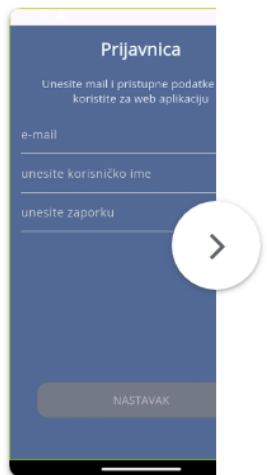 Prijavnica
Unesite mail i pristupne podatke
koristite za web aplikaciju
e-mail
unesite korisničko ime
unesite zaporku
NASTAVAK